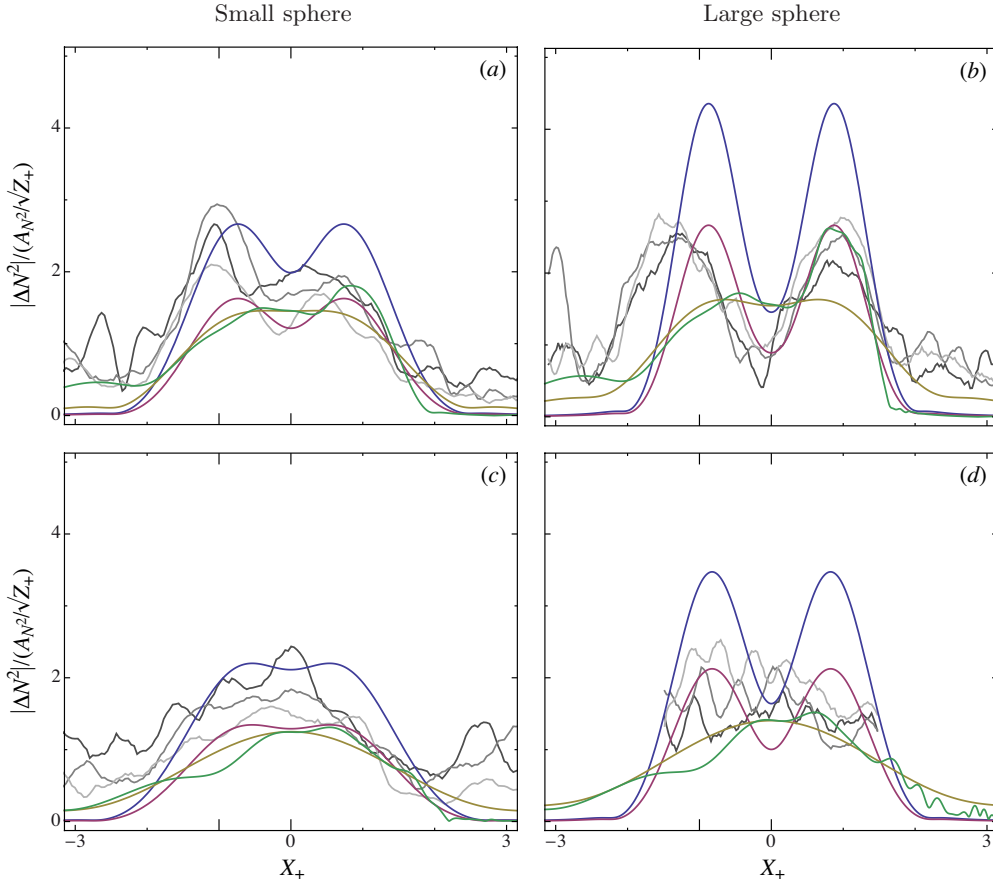 Small sphere
Large sphere
(a)
(b)
4
2
0
|ΔN²|/(A_N²/√Z₊)
(c)
(d)
4
2
0
|ΔN²|/(A_N²/√Z₊)
−3 0 3
−3 0 3
X₊
X₊